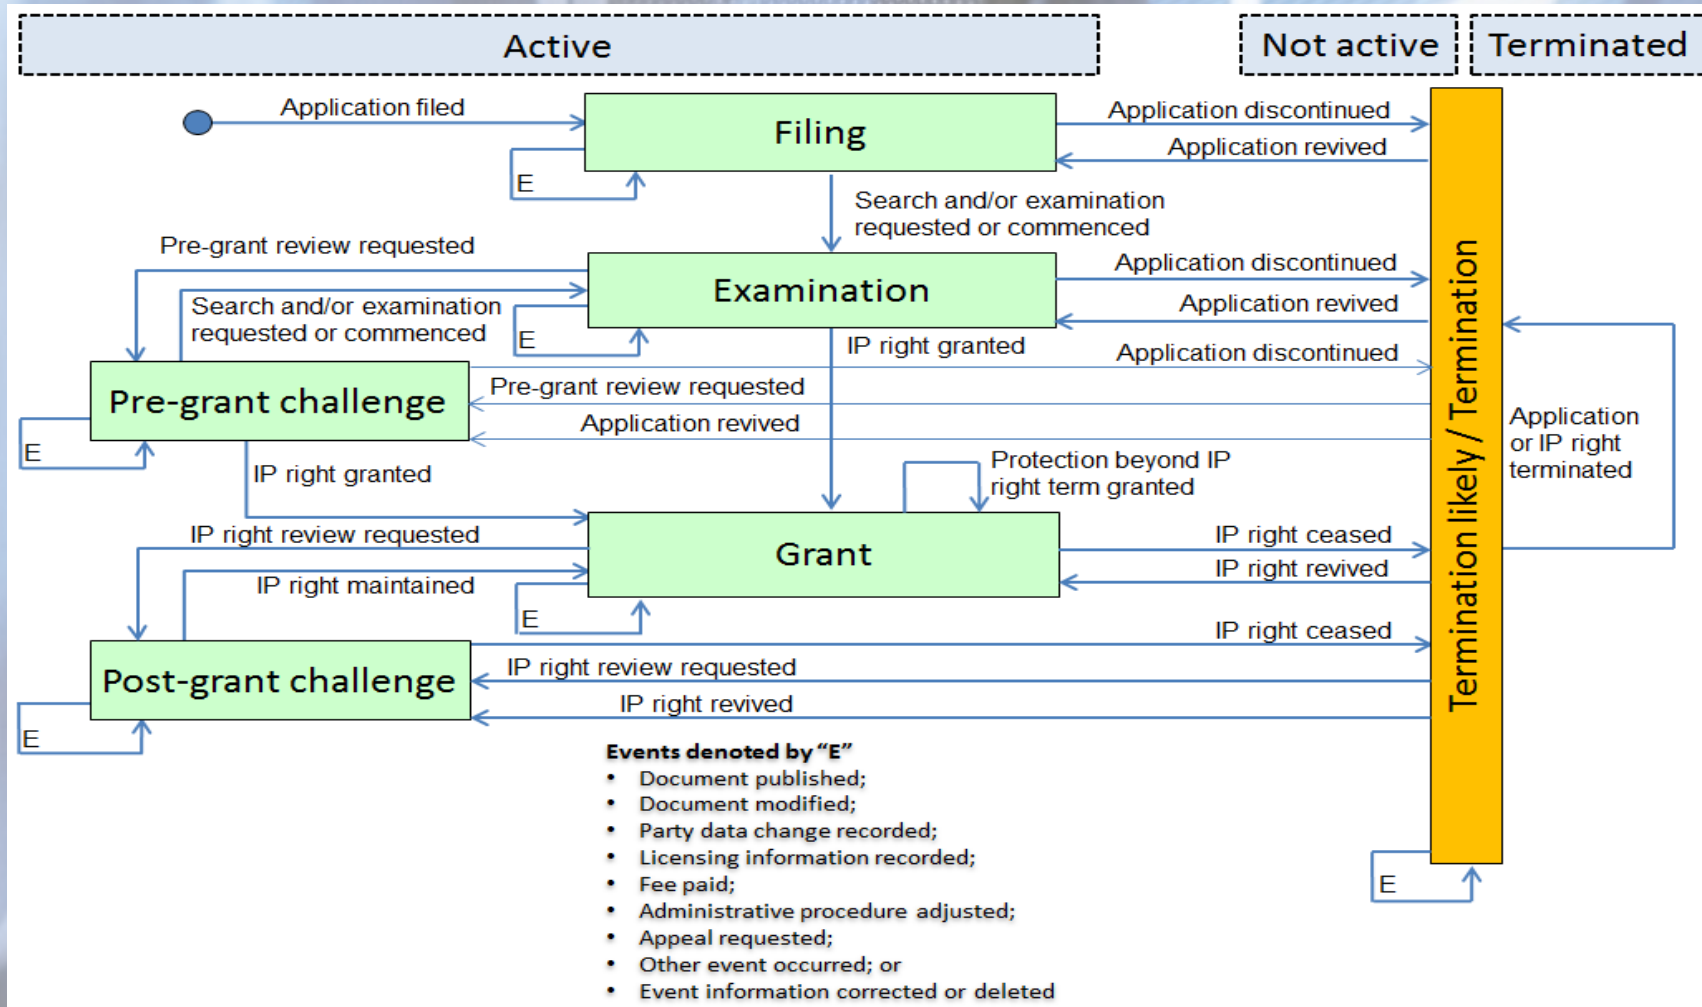 Active
Not active
Terminated
Application filed
Filing
Application discontinued
Application revived
E
Search and/or examination
requested or commenced
Pre-grant review requested
Examination
Application discontinued
Search and/or examination
requested or commenced
Application revived
E
IP right granted
Application discontinued
Pre-grant challenge
Pre-grant review requested
Application revived
E
IP right granted
Protection beyond IP
right term granted
Application
or IP right
terminated
Termination likely / Termination
IP right review requested
Grant
IP right ceased
IP right revived
IP right maintained
E
IP right ceased
Post-grant challenge
IP right review requested
IP right revived
E
Events denoted by “E”
• Document published;
• Document modified;
• Party data change recorded;
• Licensing information recorded;
• Fee paid;
• Administrative procedure adjusted;
• Appeal requested;
• Other event occurred; or
• Event information corrected or deleted
E